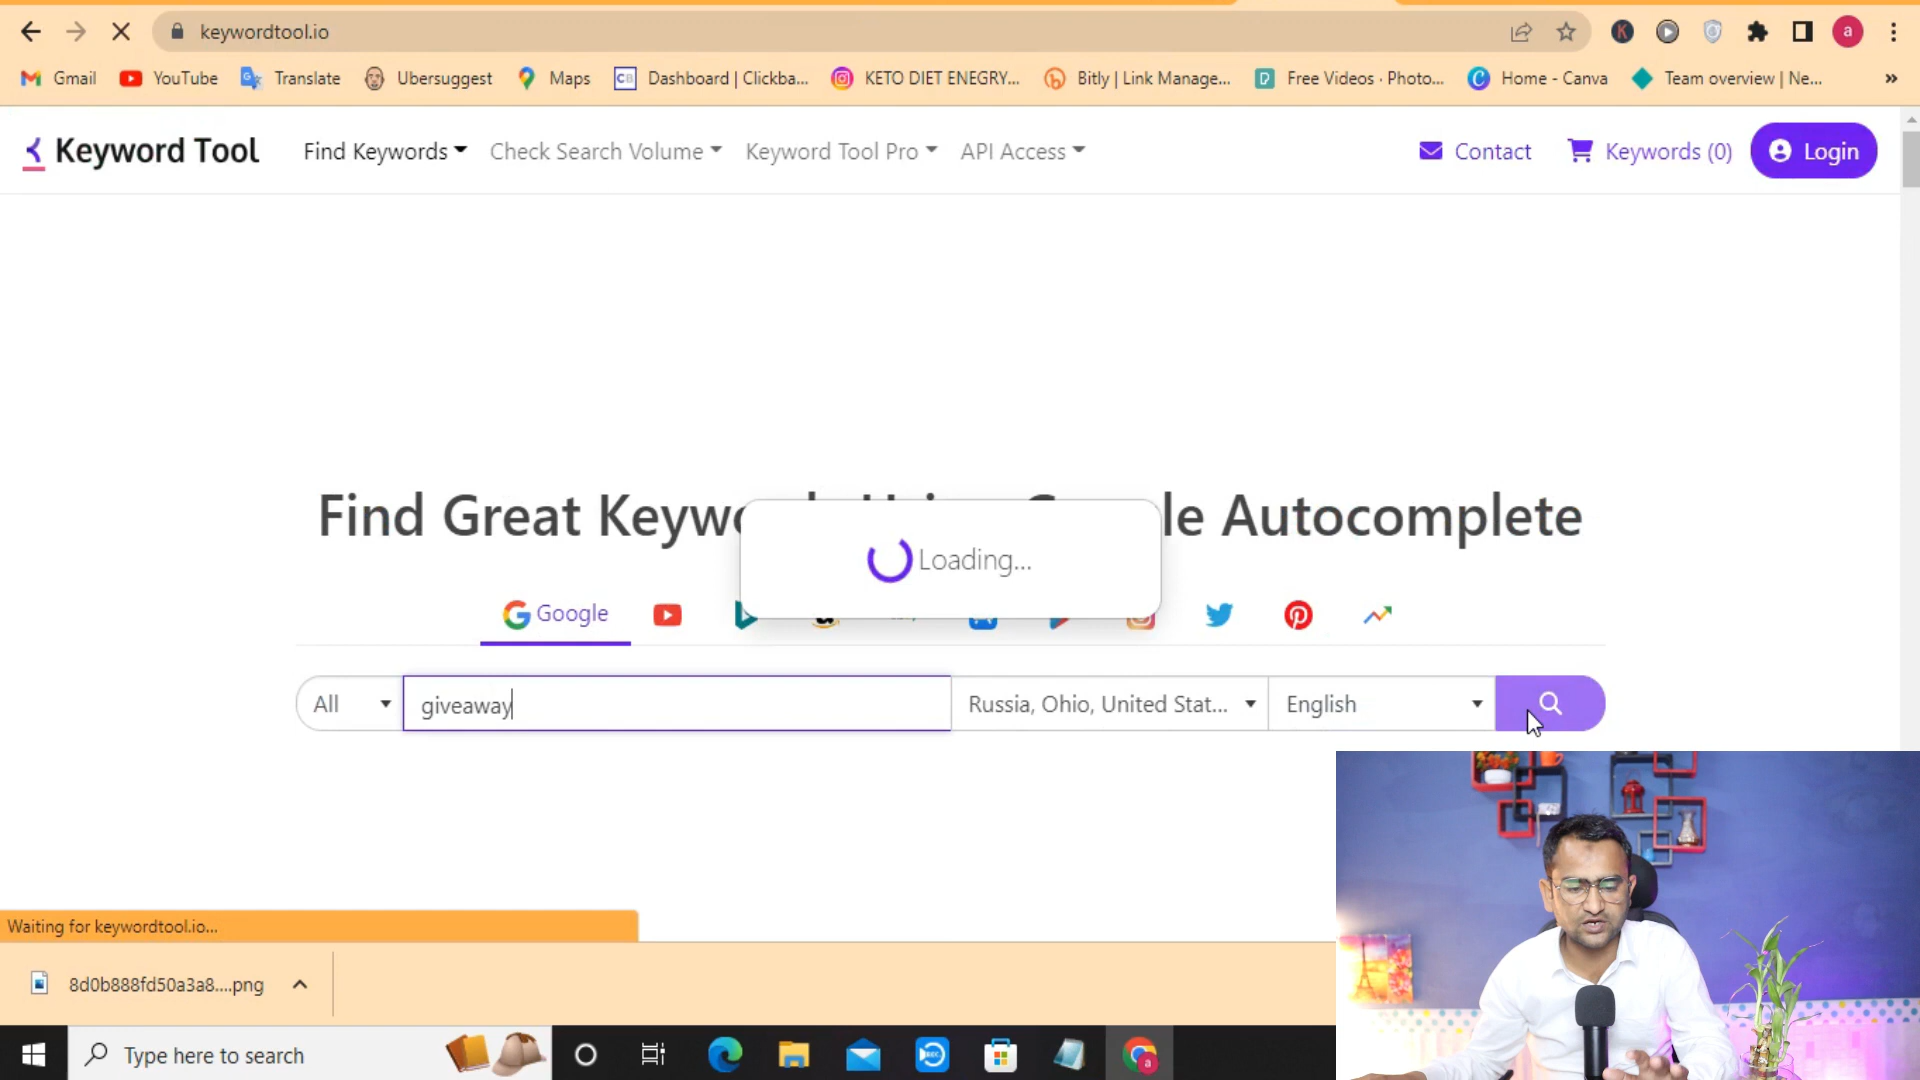 keywordtool.io
a
Gmail YouTube Translate Ubersuggest Maps Dashboard | Clickba... KETO DIET ENEGRY... Bitly | Link Manage... Free Videos · Photo... Home - Canva Team overview | Ne... »
Keyword Tool Find Keywords Check Search Volume Keyword Tool Pro API Access Contact Keywords (0) Login
Find Great Autocomplete
Loading...
Google
All giveaway Russia, Ohio, United Stat... English
Waiting for keywordtool.io...
8d0b888fd50a3a8....png
Type here to search